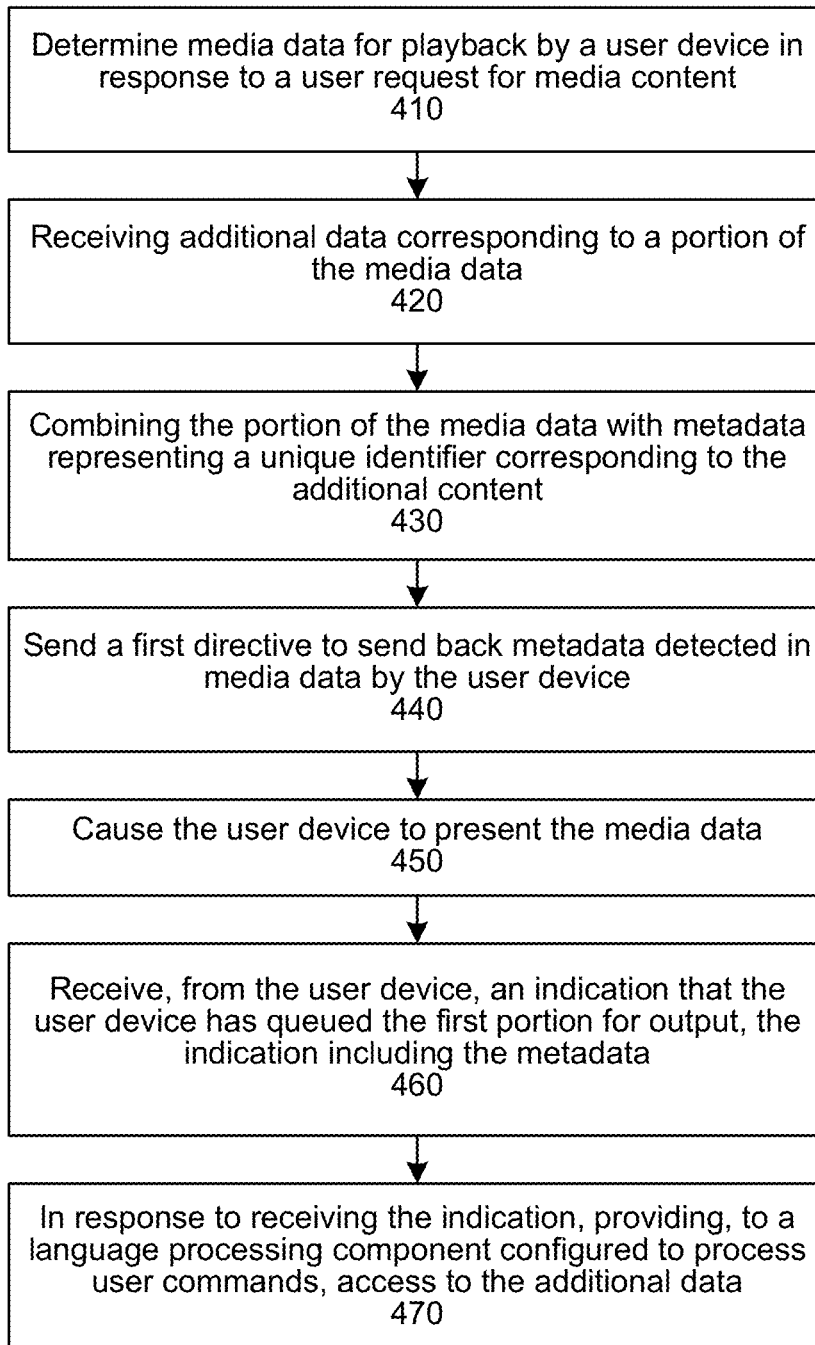 Determine media data for playback by a user device in
response to a user request for media content
410
Receiving additional data corresponding to a portion of
the media data
420
Combining the portion of the media data with metadata
representing a unique identifier corresponding to the
additional content
430
Send a first directive to send back metadata detected in
media data by the user device
440
Cause the user device to present the media data
450
Receive, from the user device, an indication that the
user device has queued the first portion for output, the
indication including the metadata
460
In response to receiving the indication, providing, to a
language processing component configured to process
user commands, access to the additional data
470